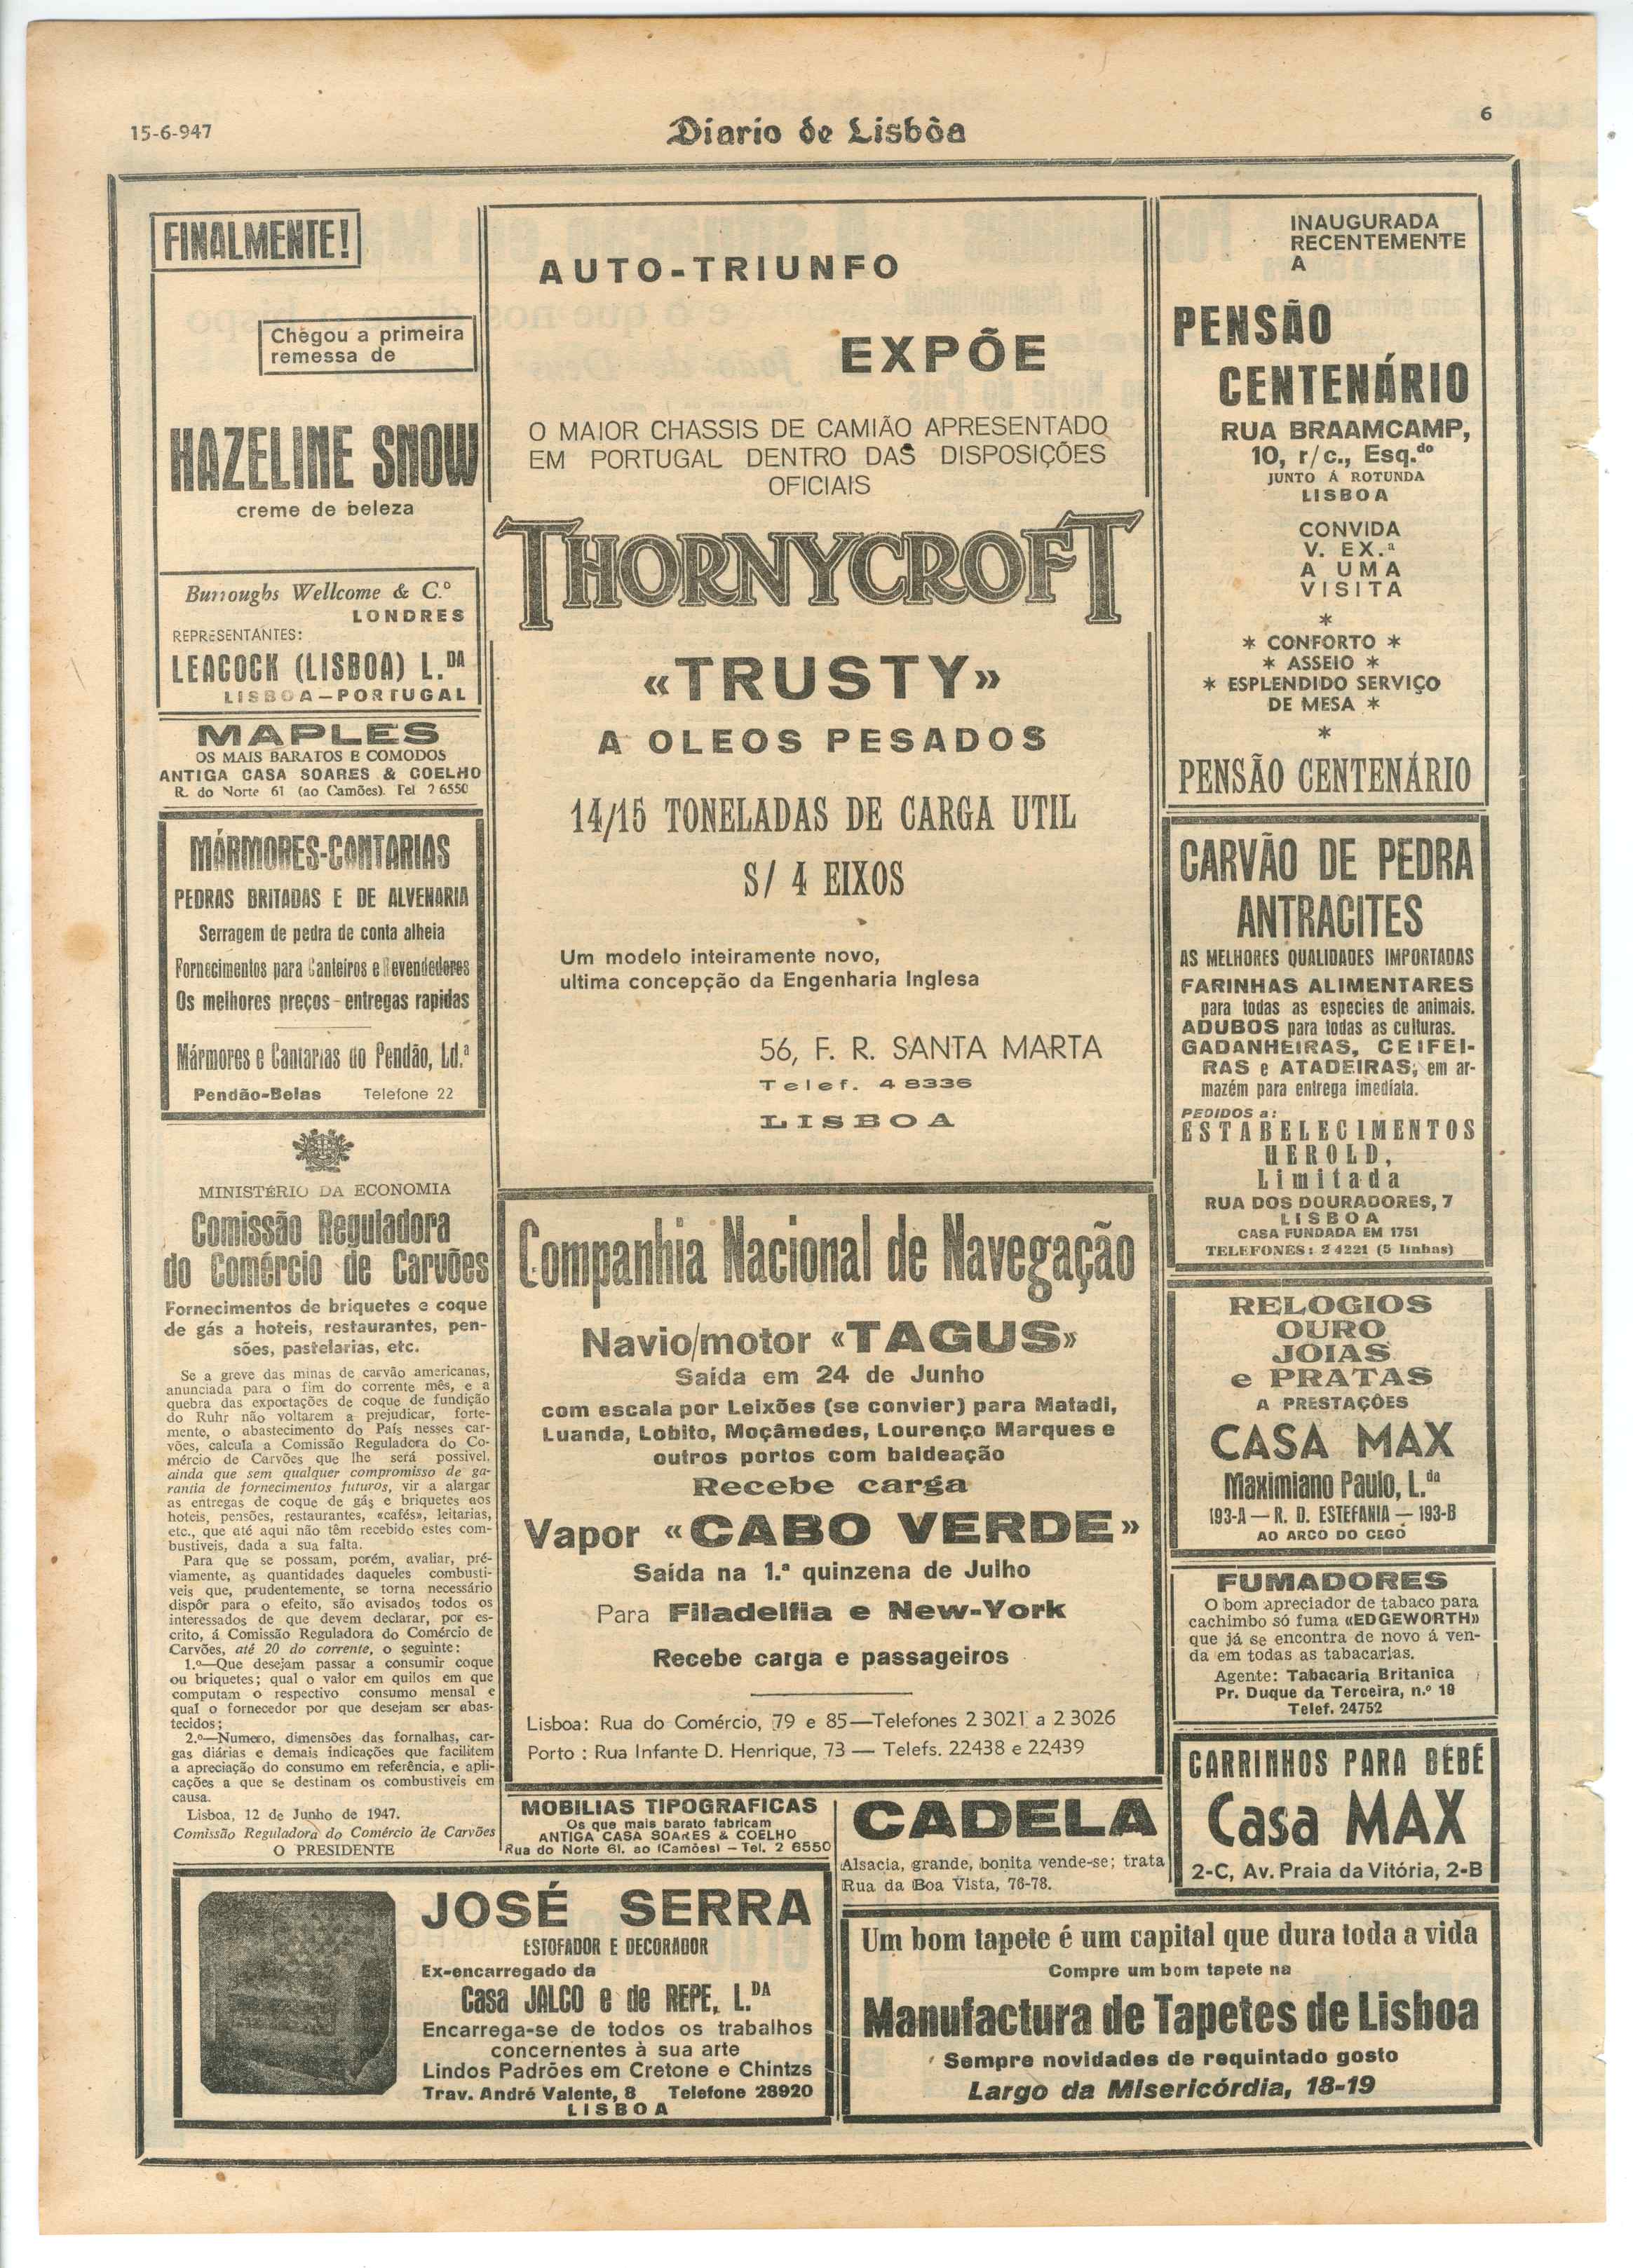 15-6-947
Diario de Lisbôa
6
FINALMENTE!
Chegou a primeira
remessa de
HAZELINE SNOW
creme de beleza
Burroughs Wellcome & C.º
LONDRES
REPRESENTANTES:
LEACOCK (LISBOA) L.DA
LISBOA—PORTUGAL
MAPLES
OS MAIS BARATOS E COMODOS
ANTIGA CASA SOARES & COELHO
R. do Norte 61 (ao Camões). Tel 2 6550
MÁRMORES-CANTARIAS
PEDRAS BRITADAS E DE ALVENARIA
Serragem de pedra de conta alheia
Fornecimentos para Canteiros e Revendedores
Os melhores preços - entregas rapidas
Mármores e Cantarias do Pendão, Ld.ª
Pendão-Belas Telefone 22
MINISTÉRIO DA ECONOMIA
Comissão Reguladora
do Comércio de Carvões
Fornecimentos de briquetes e coque
de gás a hoteis, restaurantes, pen-
sões, pastelarias, etc.
Se a greve das minas de carvão americanas,
anunciada para o fim do corrente mês, e a
quebra das exportações de coque de fundição
do Ruhr não voltarem a prejudicar, forte-
mente, o abastecimento do País nesses car-
vões, calcula a Comissão Reguladora do Co-
mércio de Carvões que lhe será possivel,
ainda que sem qualquer compromisso de ga-
rantia de fornecimentos futuros, vir a alargar
as entregas de coque de gás e briquetes aos
hoteis, pensões, restaurantes, «cafés», leitarias,
etc., que até aqui não têm recebido estes com-
bustiveis, dada a sua falta.
Para que se possam, porém, avaliar, pré-
viamente, as quantidades daqueles combusti-
veis que, prudentemente, se torna necessário
dispôr para o efeito, são avisados todos os
interessados de que devem declarar, por es-
crito, á Comissão Reguladora do Comércio de
Carvões, até 20 do corrente, o seguinte:
1.º—Que desejam passar a consumir coque
ou briquetes; qual o valor em quilos em que
computam o respectivo consumo mensal e
qual o fornecedor por que desejam ser abas-
tecidos;
2.º—Numero, dimensões das fornalhas, car-
gas diárias e demais indicações que facilitem
a apreciação do consumo em referência, e apli-
cações a que se destinam os combustiveis em
causa.
Lisboa, 12 de Junho de 1947.
Comissão Reguladora do Comércio de Carvões
O PRESIDENTE
AUTO-TRIUNFO
EXPÕE
O MAIOR CHASSIS DE CAMIÃO APRESENTADO
EM PORTUGAL DENTRO DAS DISPOSIÇÕES
OFICIAIS
THORNYCROFT
«TRUSTY»
A OLEOS PESADOS
14/15 TONELADAS DE CARGA UTIL
S/ 4 EIXOS
Um modelo inteiramente novo,
ultima concepção da Engenharia Inglesa
56, F. R. SANTA MARTA
Telef. 48336
LISBOA
Companhia Nacional de Navegação
Navio/motor «TAGUS»
Saída em 24 de Junho
com escala por Leixões (se convier) para Matadi,
Luanda, Lobito, Moçâmedes, Lourenço Marques e
outros portos com baldeação
Recebe carga
Vapor «CABO VERDE»
Saída na 1.ª quinzena de Julho
Para Filadelfia e New-York
Recebe carga e passageiros
Lisboa: Rua do Comércio, 79 e 85—Telefones 2 3021 a 2 3026
Porto : Rua Infante D. Henrique, 73 — Telefs. 22438 e 22439
INAUGURADA
RECENTEMENTE
A
PENSÃO
CENTENÁRIO
RUA BRAAMCAMP,
10, r/c., Esq.do
JUNTO Á ROTUNDA
LISBOA
CONVIDA
V. EX.ª
A UMA
VISITA
*
* CONFORTO *
* ASSEIO *
* ESPLENDIDO SERVIÇO
DE MESA *
*
PENSÃO CENTENÁRIO
CARVÃO DE PEDRA
ANTRACITES
AS MELHORES QUALIDADES IMPORTADAS
FARINHAS ALIMENTARES
para todas as especies de animais.
ADUBOS para todas as culturas.
GADANHEIRAS, CEIFEI-
RAS e ATADEIRAS; em ar-
mazém para entrega imediata.
PEDIDOS a:
ESTABELECIMENTOS
HEROLD,
Limitada
RUA DOS DOURADORES, 7
LISBOA
CASA FUNDADA EM 1751
TELEFONES: 24221 (5 linhas)
RELOGIOS
OURO
JOIAS
e PRATAS
A PRESTAÇÕES
CASA MAX
Maximiano Paulo, L.da
193-A — R. D. ESTEFANIA — 193-B
AO ARCO DO CEGO
FUMADORES
O bom apreciador de tabaco para
cachimbo só fuma «EDGEWORTH»
que já se encontra de novo á ven-
da em todas as tabacarias.
Agente: Tabacaria Britanica
Pr. Duque da Terceira, n.º 19
Telef. 24752
CARRINHOS PARA BÉBÉ
Casa MAX
2-C, Av. Praia da Vitória, 2-B
MOBILIAS TIPOGRAFICAS
Os que mais barato fabricam
ANTIGA CASA SOARES & COELHO
Rua do Norte 61. ao (Camões) — Tel. 2 6550
CADELA
Alsacia, grande, bonita vende-se; trata
Rua da Boa Vista, 76-78.
JOSÉ SERRA
ESTOFADOR E DECORADOR
Ex-encarregado da
Casa JALCO e de REPE, L.DA
Encarrega-se de todos os trabalhos
concernentes à sua arte
Lindos Padrões em Cretone e Chintzs
Trav. André Valente, 8 Telefone 28920
LISBOA
Um bom tapete é um capital que dura toda a vida
Compre um bom tapete na
Manufactura de Tapetes de Lisboa
Sempre novidades de requintado gosto
Largo da Misericórdia, 18-19